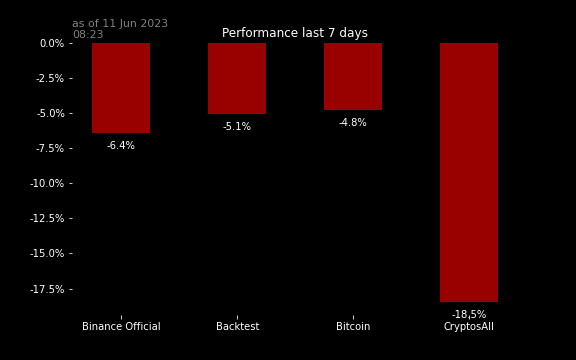 as of 11 Jun 2023
08:23
Performance last 7 days
0.0%
-2.5%
-5.0%
-7.5%
-10.0%
-12.5%
-15.0%
-17.5%
-6.4%
-5.1%
-4.8%
-18,5%
Binance Official
Backtest
Bitcoin
CryptosAll